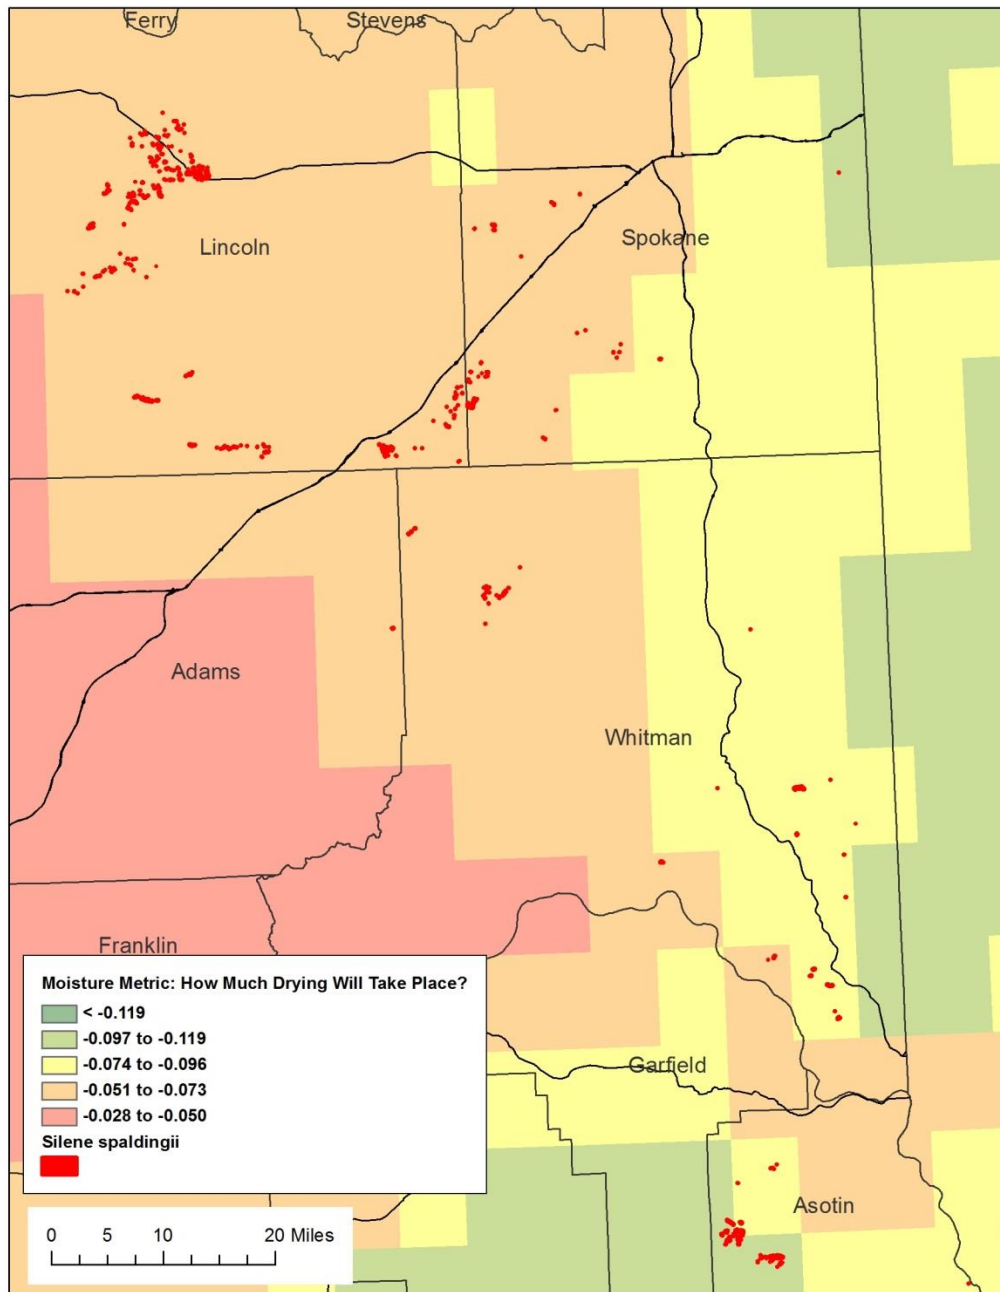 Ferry
Stevens
Lincoln
Spokane
Adams
Whitman
Franklin
Moisture Metric: How Much Drying Will Take Place?
< -0.119
-0.097 to -0.119
-0.074 to -0.096
-0.051 to -0.073
-0.028 to -0.050
Silene spaldingii
Garfield
Asotin
0 5 10 20 Miles